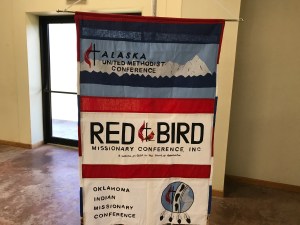 ALASKA
UNITED METHODIST
CONFERENCE
RED BIRD
MISSIONARY CONFERENCE INC
OKLAHOMA
INDIAN
MISSIONARY
CONFERENCE